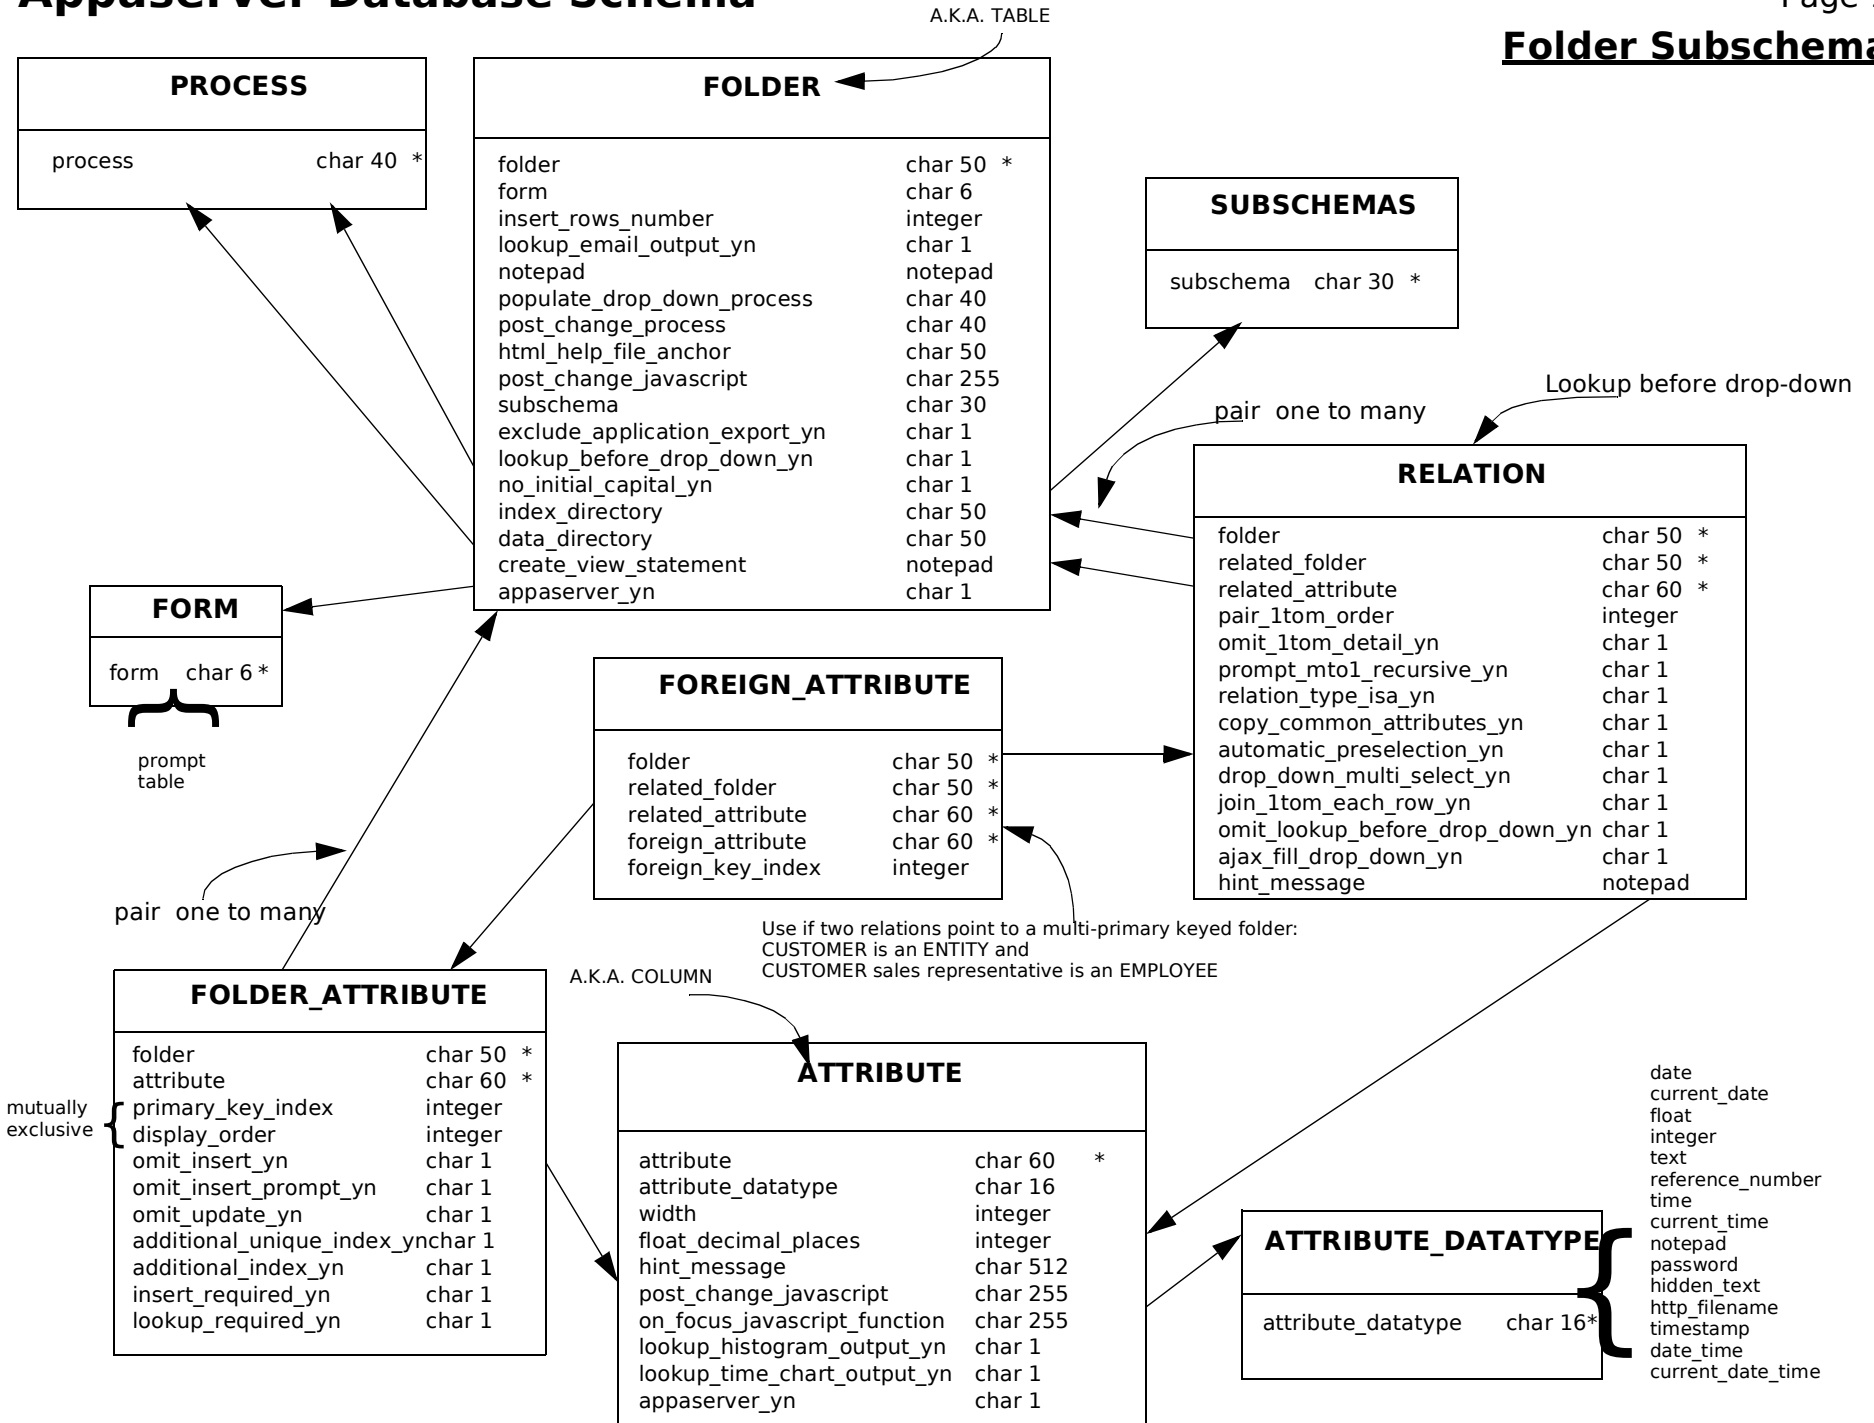 Appaserver Database Schema
Page
Folder Subschema
A.K.A. TABLE
PROCESS
process char 40 *
FOLDER
folder char 50 *
form char 6
insert_rows_number integer
lookup_email_output_yn char 1
notepad notepad
populate_drop_down_process char 40
post_change_process char 40
html_help_file_anchor char 50
post_change_javascript char 255
subschema char 30
exclude_application_export_yn char 1
lookup_before_drop_down_yn char 1
no_initial_capital_yn char 1
index_directory char 50
data_directory char 50
create_view_statement notepad
appaserver_yn char 1
SUBSCHEMAS
subschema char 30 *
Lookup before drop-down
pair one to many
RELATION
folder char 50 *
related_folder char 50 *
related_attribute char 60 *
pair_1tom_order integer
omit_1tom_detail_yn char 1
prompt_mto1_recursive_yn char 1
relation_type_isa_yn char 1
copy_common_attributes_yn char 1
automatic_preselection_yn char 1
drop_down_multi_select_yn char 1
join_1tom_each_row_yn char 1
omit_lookup_before_drop_down_yn char 1
ajax_fill_drop_down_yn char 1
hint_message notepad
FORM
form char 6 *
prompt
table
FOREIGN_ATTRIBUTE
folder char 50 *
related_folder char 50 *
related_attribute char 60 *
foreign_attribute char 60 *
foreign_key_index integer
pair one to many
Use if two relations point to a multi-primary keyed folder:
CUSTOMER is an ENTITY and
CUSTOMER sales representative is an EMPLOYEE
A.K.A. COLUMN
FOLDER_ATTRIBUTE
folder char 50 *
attribute char 60 *
primary_key_index integer
display_order integer
omit_insert_yn char 1
omit_insert_prompt_yn char 1
omit_update_yn char 1
additional_unique_index_yn char 1
additional_index_yn char 1
insert_required_yn char 1
lookup_required_yn char 1
mutually
exclusive
ATTRIBUTE
attribute char 60 *
attribute_datatype char 16
width integer
float_decimal_places integer
hint_message char 512
post_change_javascript char 255
on_focus_javascript_function char 255
lookup_histogram_output_yn char 1
lookup_time_chart_output_yn char 1
appaserver_yn char 1
ATTRIBUTE_DATATYPE
attribute_datatype char 16*
date
current_date
float
integer
text
reference_number
time
current_time
notepad
password
hidden_text
http_filename
timestamp
date_time
current_date_time